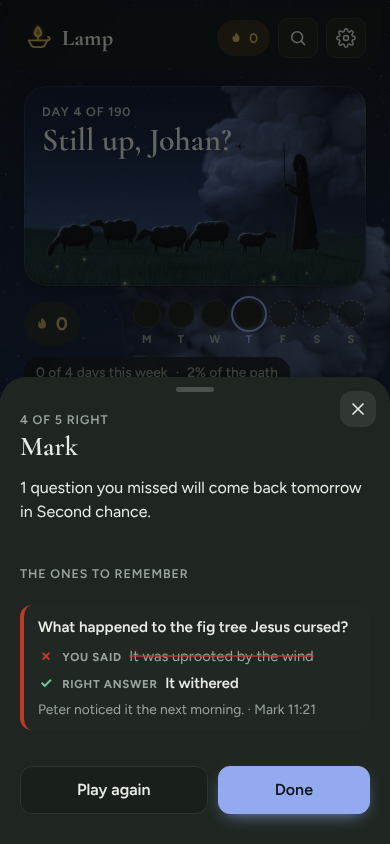 Lamp
0
DAY 4 OF 190
Still up, Johan?
0
M T W T F S S
0 of 4 days this week · 2% of the path
4 OF 5 RIGHT
Mark
1 question you missed will come back tomorrow
in Second chance.
THE ONES TO REMEMBER
What happened to the fig tree Jesus cursed?
YOU SAID It was uprooted by the wind
RIGHT ANSWER It withered
Peter noticed it the next morning. · Mark 11:21
Play again
Done